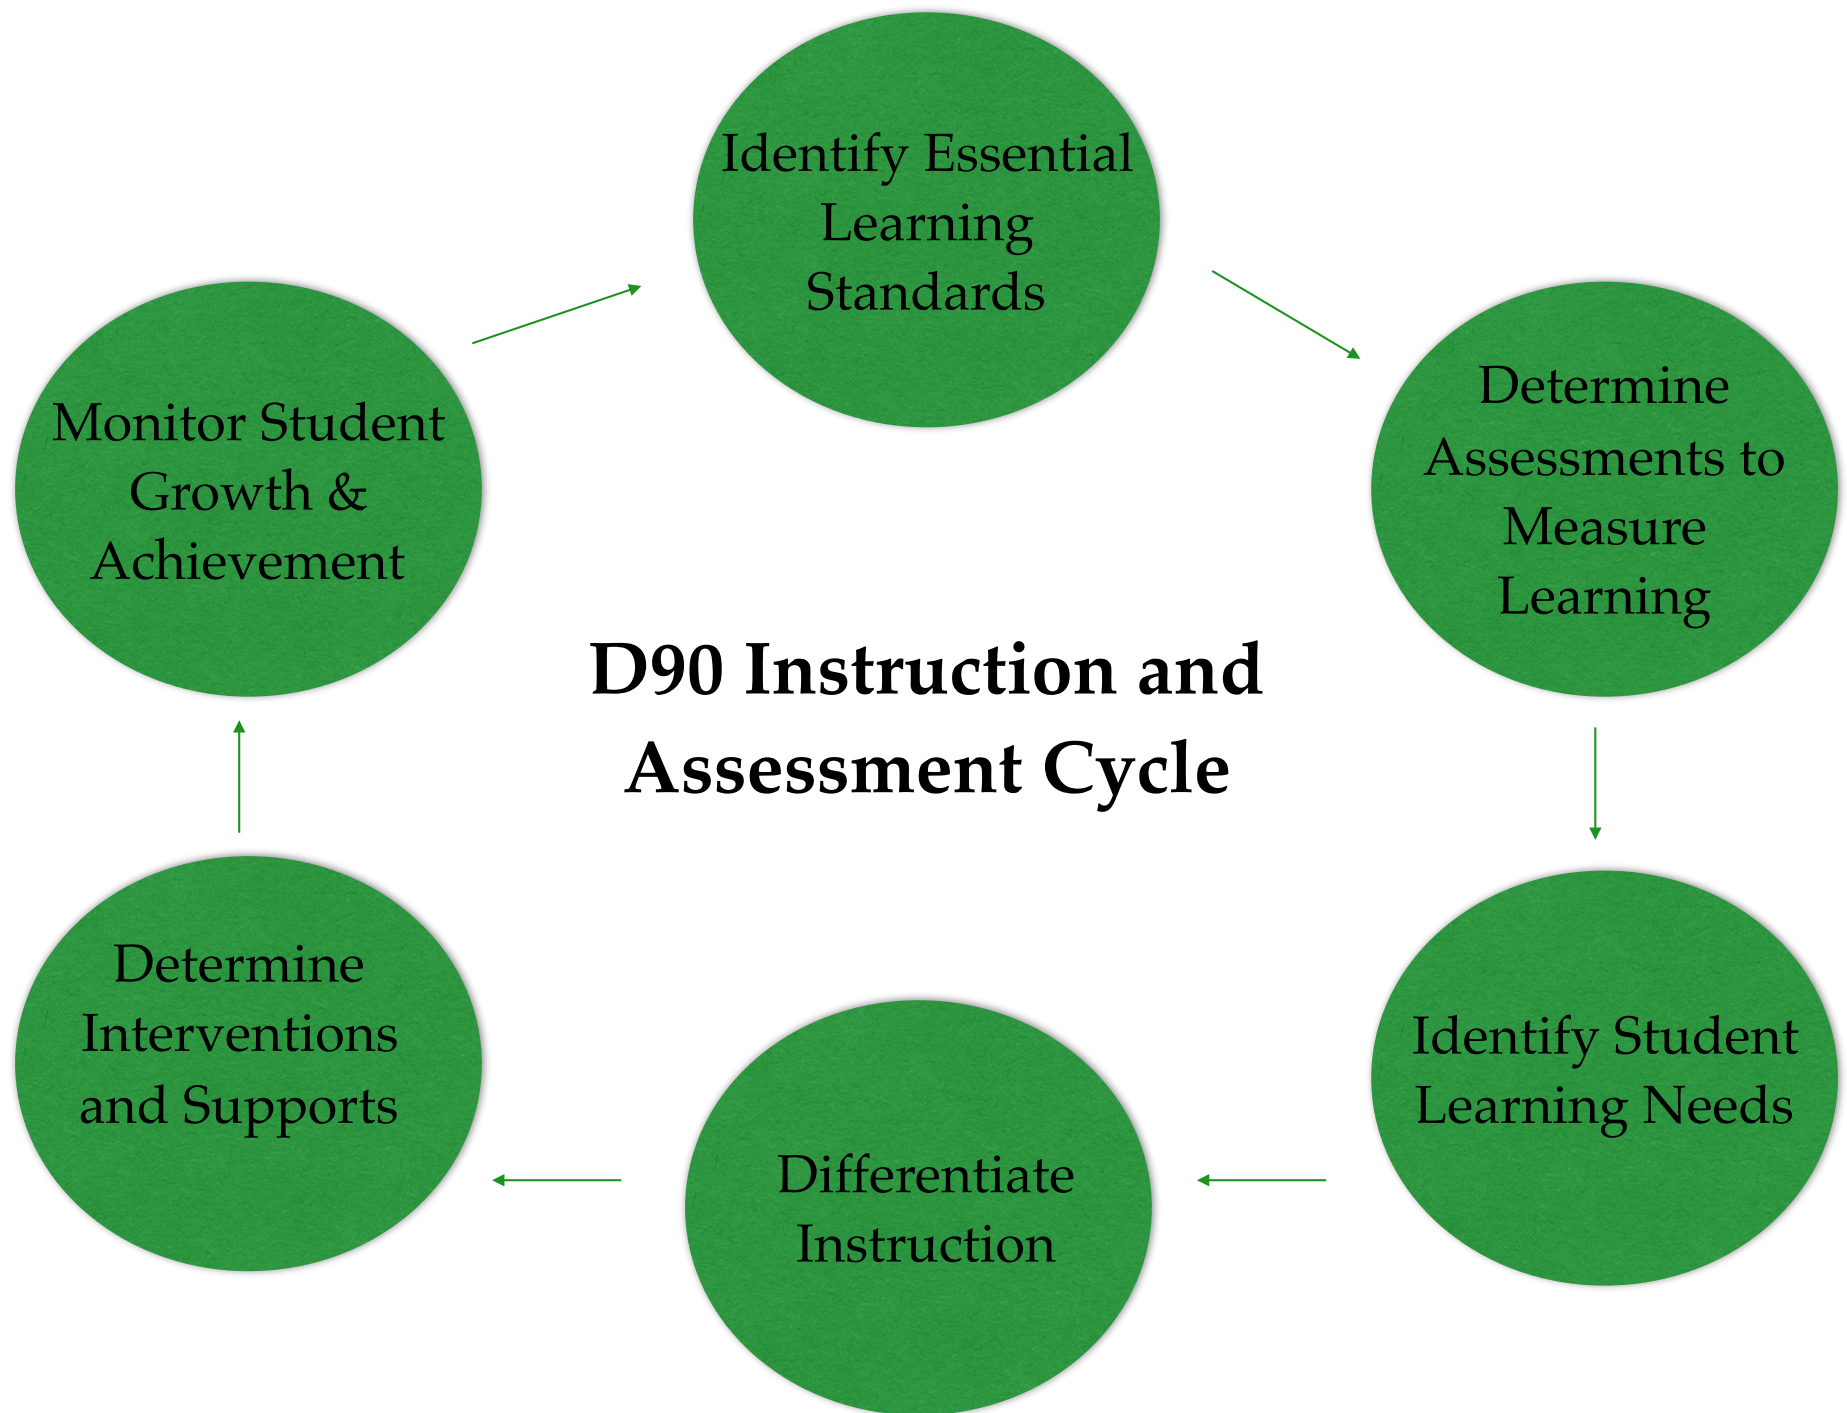 Identify Essential
Learning
Standards
Determine
Assessments to
Measure
Learning
Identify Student
Learning Needs
Differentiate
Instruction
Determine
Interventions
and Supports
Monitor Student
Growth &
Achievement
D90 Instruction and
Assessment Cycle